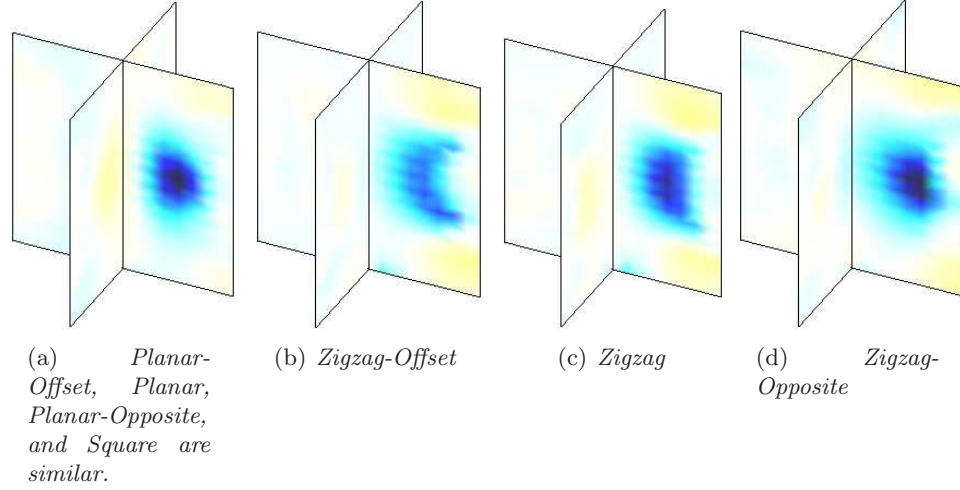 (a) Planar-
Offset, Planar,
Planar-Opposite,
and Square are
similar.
(b) Zigzag-Offset
(c) Zigzag
(d) Zigzag-
Opposite